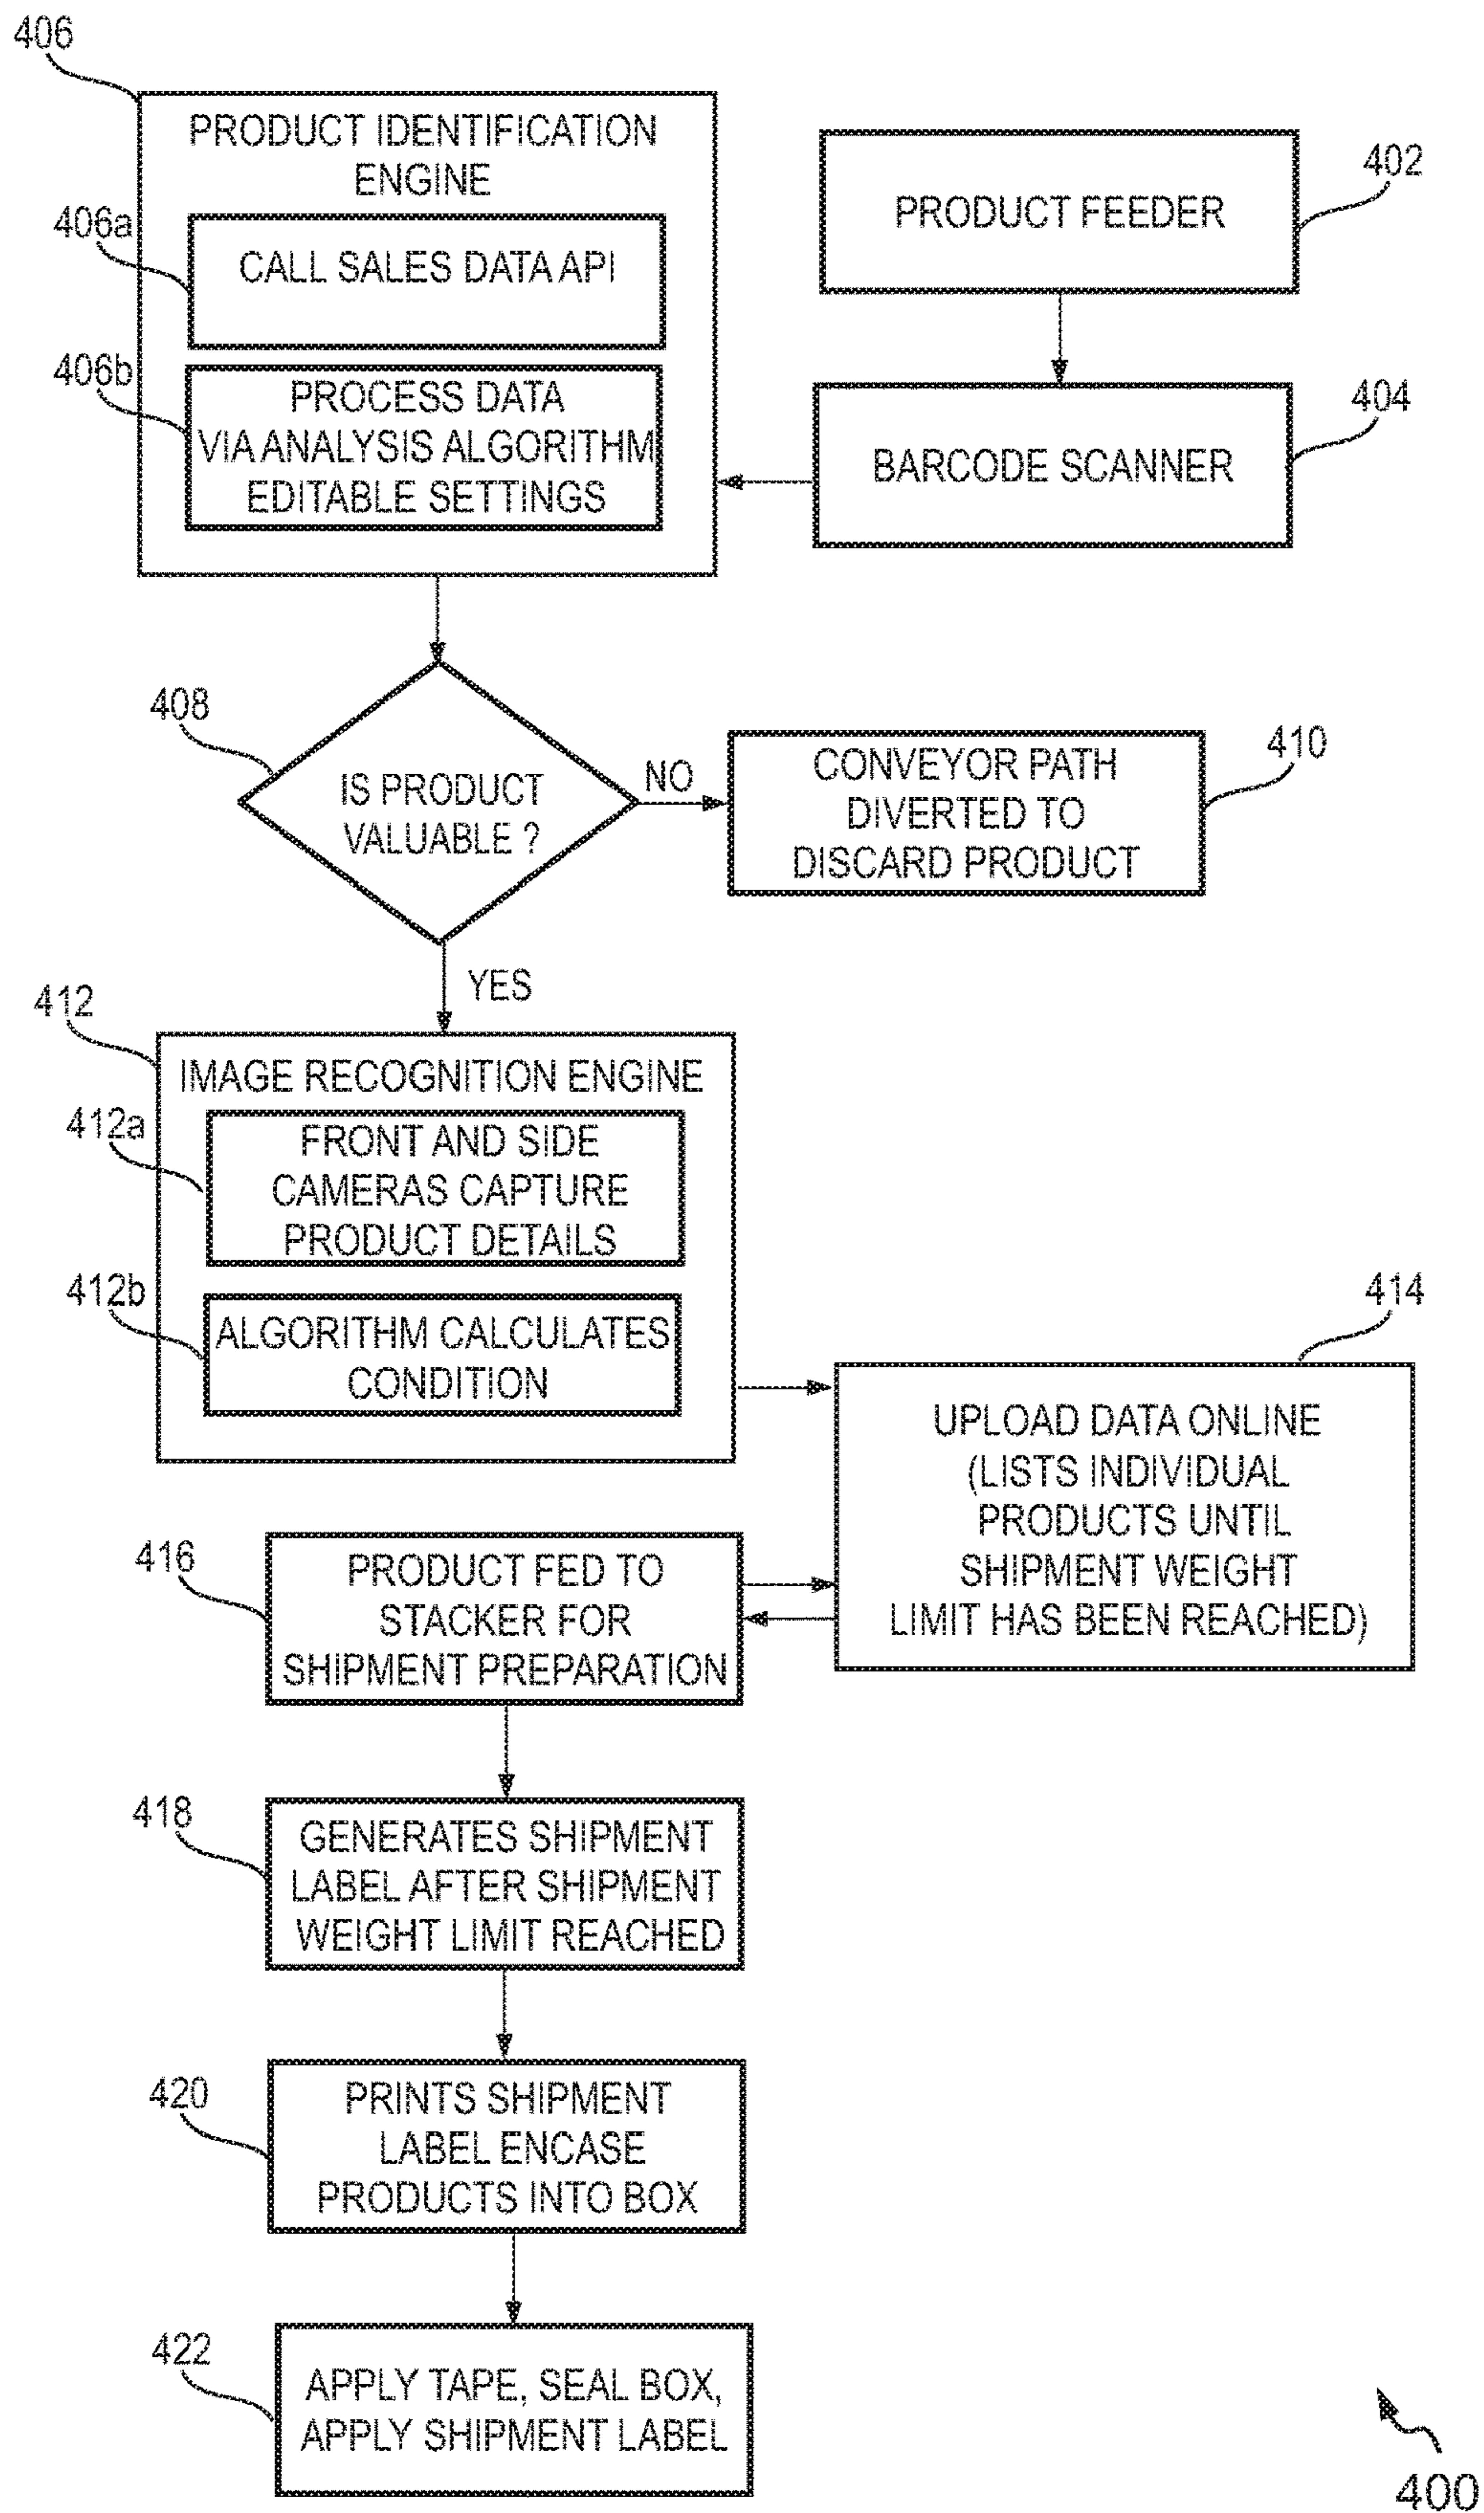 406
PRODUCT IDENTIFICATION
ENGINE
406a
CALL SALES DATA API
406b
PROCESS DATA
VIA ANALYSIS ALGORITHM
EDITABLE SETTINGS
402
PRODUCT FEEDER
404
BARCODE SCANNER
408
IS PRODUCT
VALUABLE ?
NO
410
CONVEYOR PATH
DIVERTED TO
DISCARD PRODUCT
YES
412
IMAGE RECOGNITION ENGINE
412a
FRONT AND SIDE
CAMERAS CAPTURE
PRODUCT DETAILS
412b
ALGORITHM CALCULATES
CONDITION
414
UPLOAD DATA ONLINE
(LISTS INDIVIDUAL
PRODUCTS UNTIL
SHIPMENT WEIGHT
LIMIT HAS BEEN REACHED)
416
PRODUCT FED TO
STACKER FOR
SHIPMENT PREPARATION
418
GENERATES SHIPMENT
LABEL AFTER SHIPMENT
WEIGHT LIMIT REACHED
420
PRINTS SHIPMENT
LABEL ENCASE
PRODUCTS INTO BOX
422
APPLY TAPE, SEAL BOX,
APPLY SHIPMENT LABEL
400